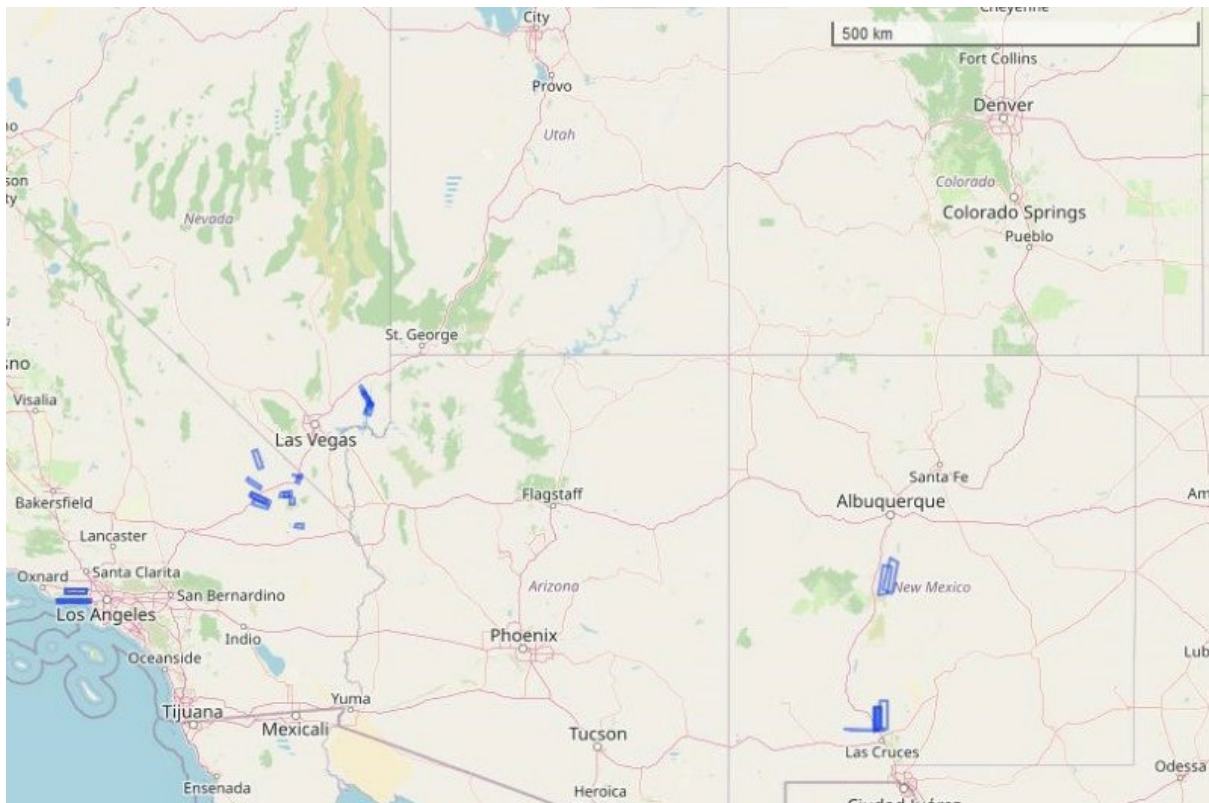 City
Cheyenne
500 km
Fort Collins
Provo
Denver
Utah
son
ty
Colorado
Nevada
Colorado Springs
Pueblo
St. George
sno
Visalia
Las Vegas
Santa Fe
Bakersfield
Flagstaff
Albuquerque
Am
Lancaster
Oxnard
Santa Clarita
Arizona
New Mexico
San Bernardino
Los Angeles
Indio
Phoenix
Lub
Oceanside
Yuma
Tijuana
Mexicali
Tucson
Las Cruces
Ensenada
Heroica
Odessa
Ciudad Juárez